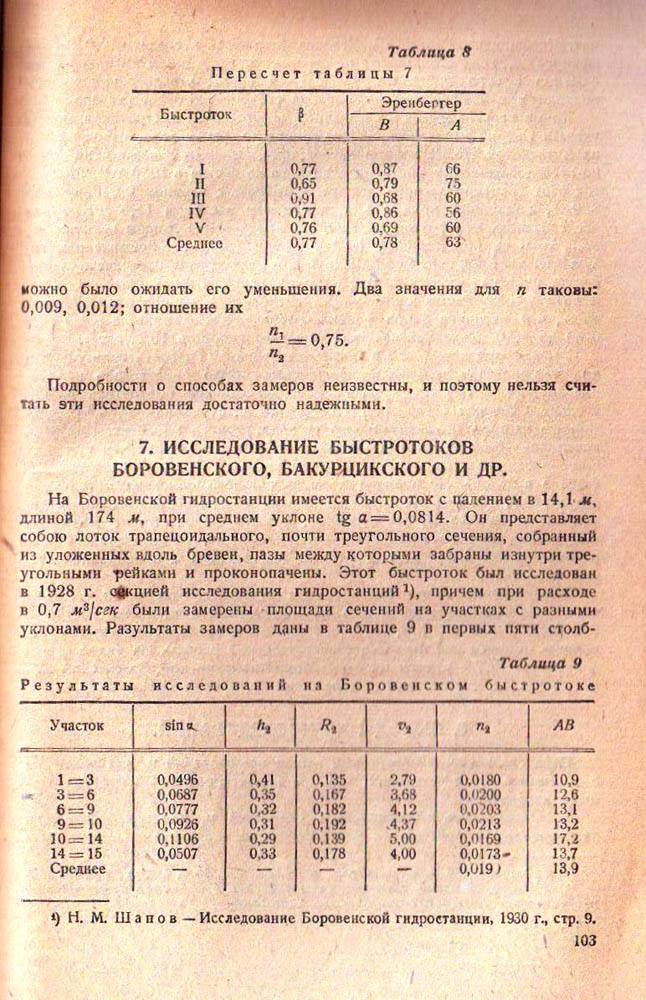 Таблица 8
Пересчет таблицы 7
Быстроток β Эренбергер
B A
I 0,77 0,87 66
II 0,65 0,79 75
III 0,91 0,68 60
IV 0,77 0,86 56
V 0,76 0,69 60
Среднее 0,77 0,78 63
можно было ожидать его уменьшения. Два значения для n таковы:
0,009, 0,012; отношение их
n₁/n₂ = 0,75.
Подробности о способах замеров неизвестны, и поэтому нельзя счи-
тать эти исследования достаточно надежными.
7. ИССЛЕДОВАНИЕ БЫСТРОТОКОВ
БОРОВЕНСКОГО, БАКУРЦИКСКОГО И ДР.
На Боровенской гидростанции имеется быстроток с падением в 14,1 м,
длиной 174 м, при среднем уклоне tg α = 0,0814. Он представляет
собою лоток трапецоидального, почти треугольного сечения, собранный
из уложенных вдоль бревен, пазы между которыми забраны изнутри тре-
угольными рейками и проконопачены. Этот быстроток был исследован
в 1928 г. секцией исследования гидростанций ¹), причем при расходе
в 0,7 м³/сек были замерены площади сечений на участках с разными
уклонами. Результаты замеров даны в таблице 9 в первых пяти столб-
Таблица 9
Результаты исследований на Боровенском быстротоке
Участок sin α h₂ R₂ v₂ n₂ AB
1 = 3 0,0496 0,41 0,135 2,79 0,0180 10,9
3 = 6 0,0687 0,35 0,167 3,68 0,0200 12,6
6 = 9 0,0777 0,32 0,182 4,12 0,0203 13,1
9 = 10 0,0926 0,31 0,192 4,37 0,0213 13,2
10 = 14 0,1106 0,29 0,139 5,00 0,0169 17,2
14 = 15 0,0507 0,33 0,178 4,00 0,0173 13,7
Среднее — — — — 0,019 13,9
¹) Н. М. Шапов — Исследование Боровенской гидростанции, 1930 г., стр. 9.
103